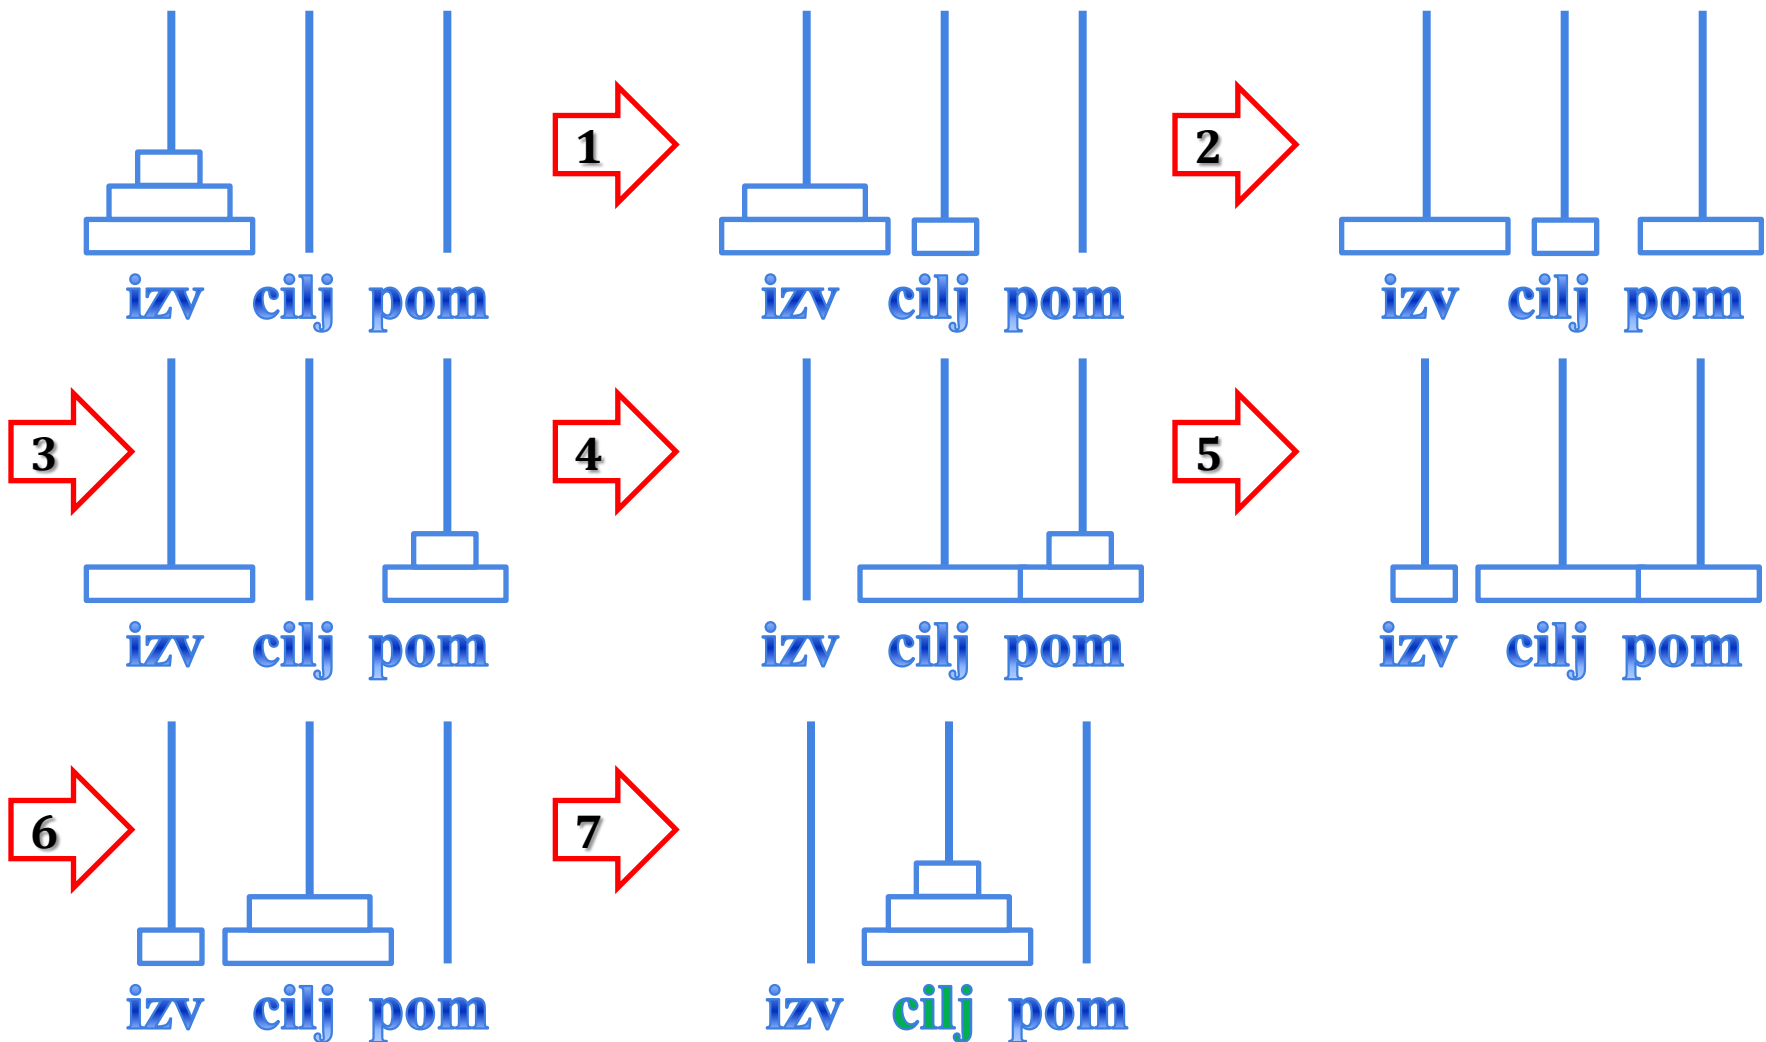 1 2
izv cilj pom izv cilj pom izv cilj pom
3 4 5
izv cilj pom izv cilj pom izv cilj pom
6 7
izv cilj pom izv cilj pom